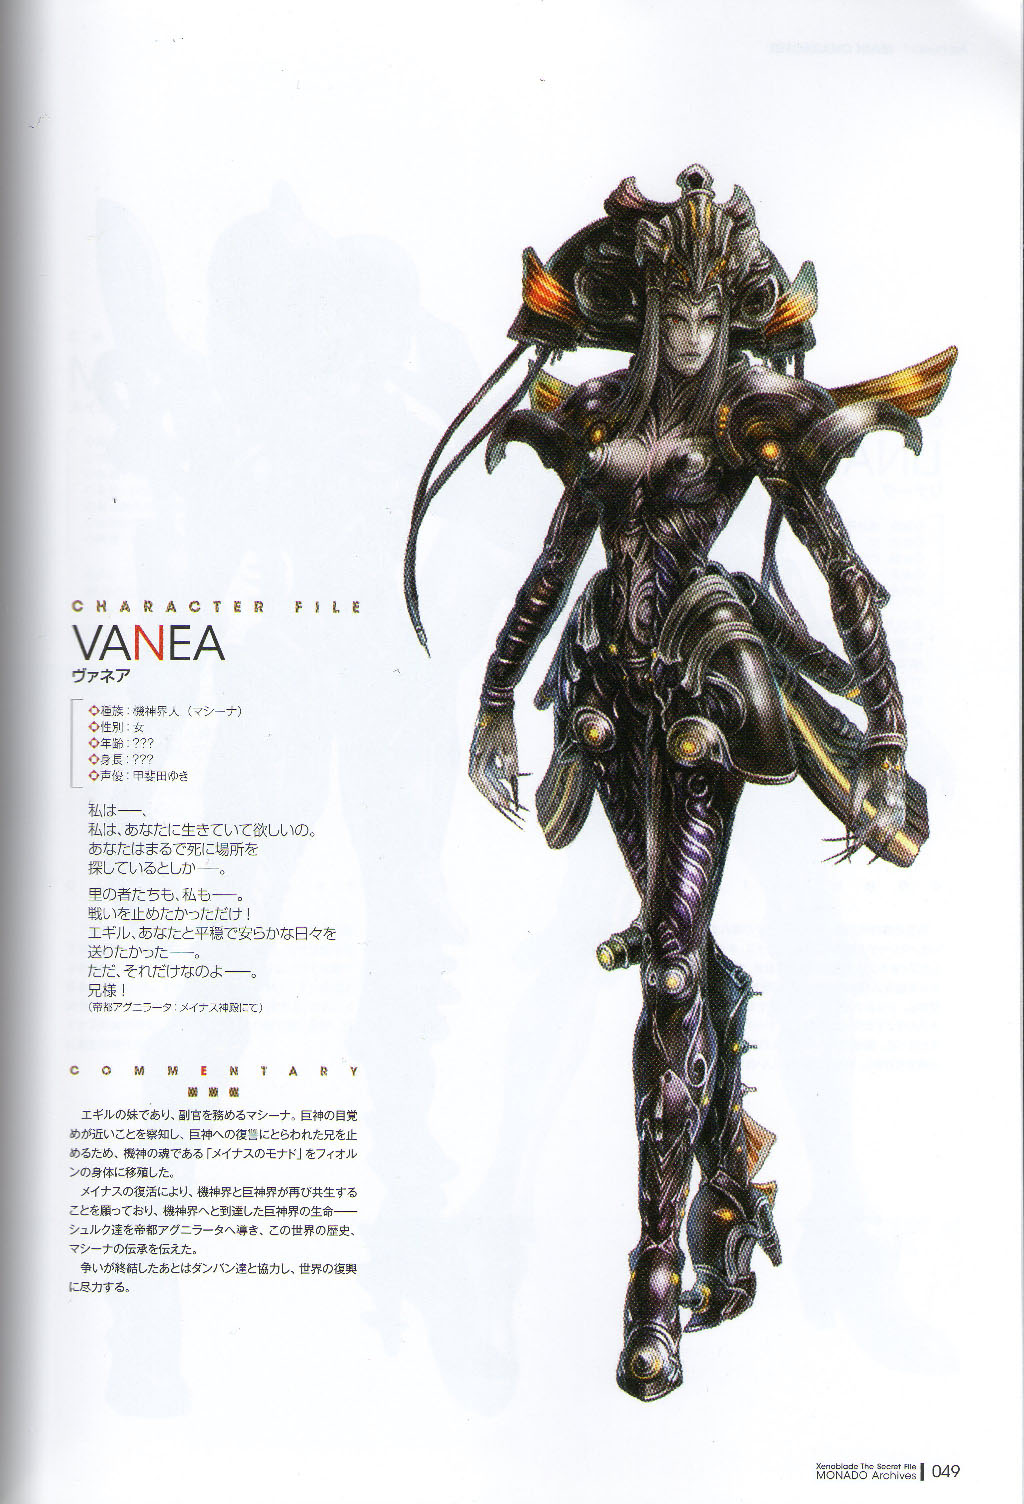 CHARACTER FILE
VANEA
ヴァネア
種族：機神界人（マシーナ）
性別：女
年齢：???
身長：???
声優：甲斐田ゆき
私は――、
私は、あなたに生きていて欲しいの。
あなたはまるで死に場所を
探しているとしか――。
里の者たちも、私も――。
戦いを止めたかっただけ！
エギル、あなたと平穏で安らかな日々を
送りたかった――。
ただ、それだけなのよ――。
兄様！
（帝都アグニラータ：メイナス神殿にて）
COMMENTARY
エギルの妹であり、副官を務めるマシーナ。巨神の目覚
めが近いことを察知し、巨神への復讐にとらわれた兄を止
めるため、機神の魂である「メイナスのモナド」をフィオル
ンの身体に移殖した。
メイナスの復活により、機神界と巨神界が再び共生する
ことを願っており、機神界へと到達した巨神界の生命――
シュルク達を帝都アグニラータへ導き、この世界の歴史、
マシーナの伝承を伝えた。
争いが終結したあとはダンバン達と協力し、世界の復興
に尽力する。
Xenoblade The Secret File
MONADO Archives 049